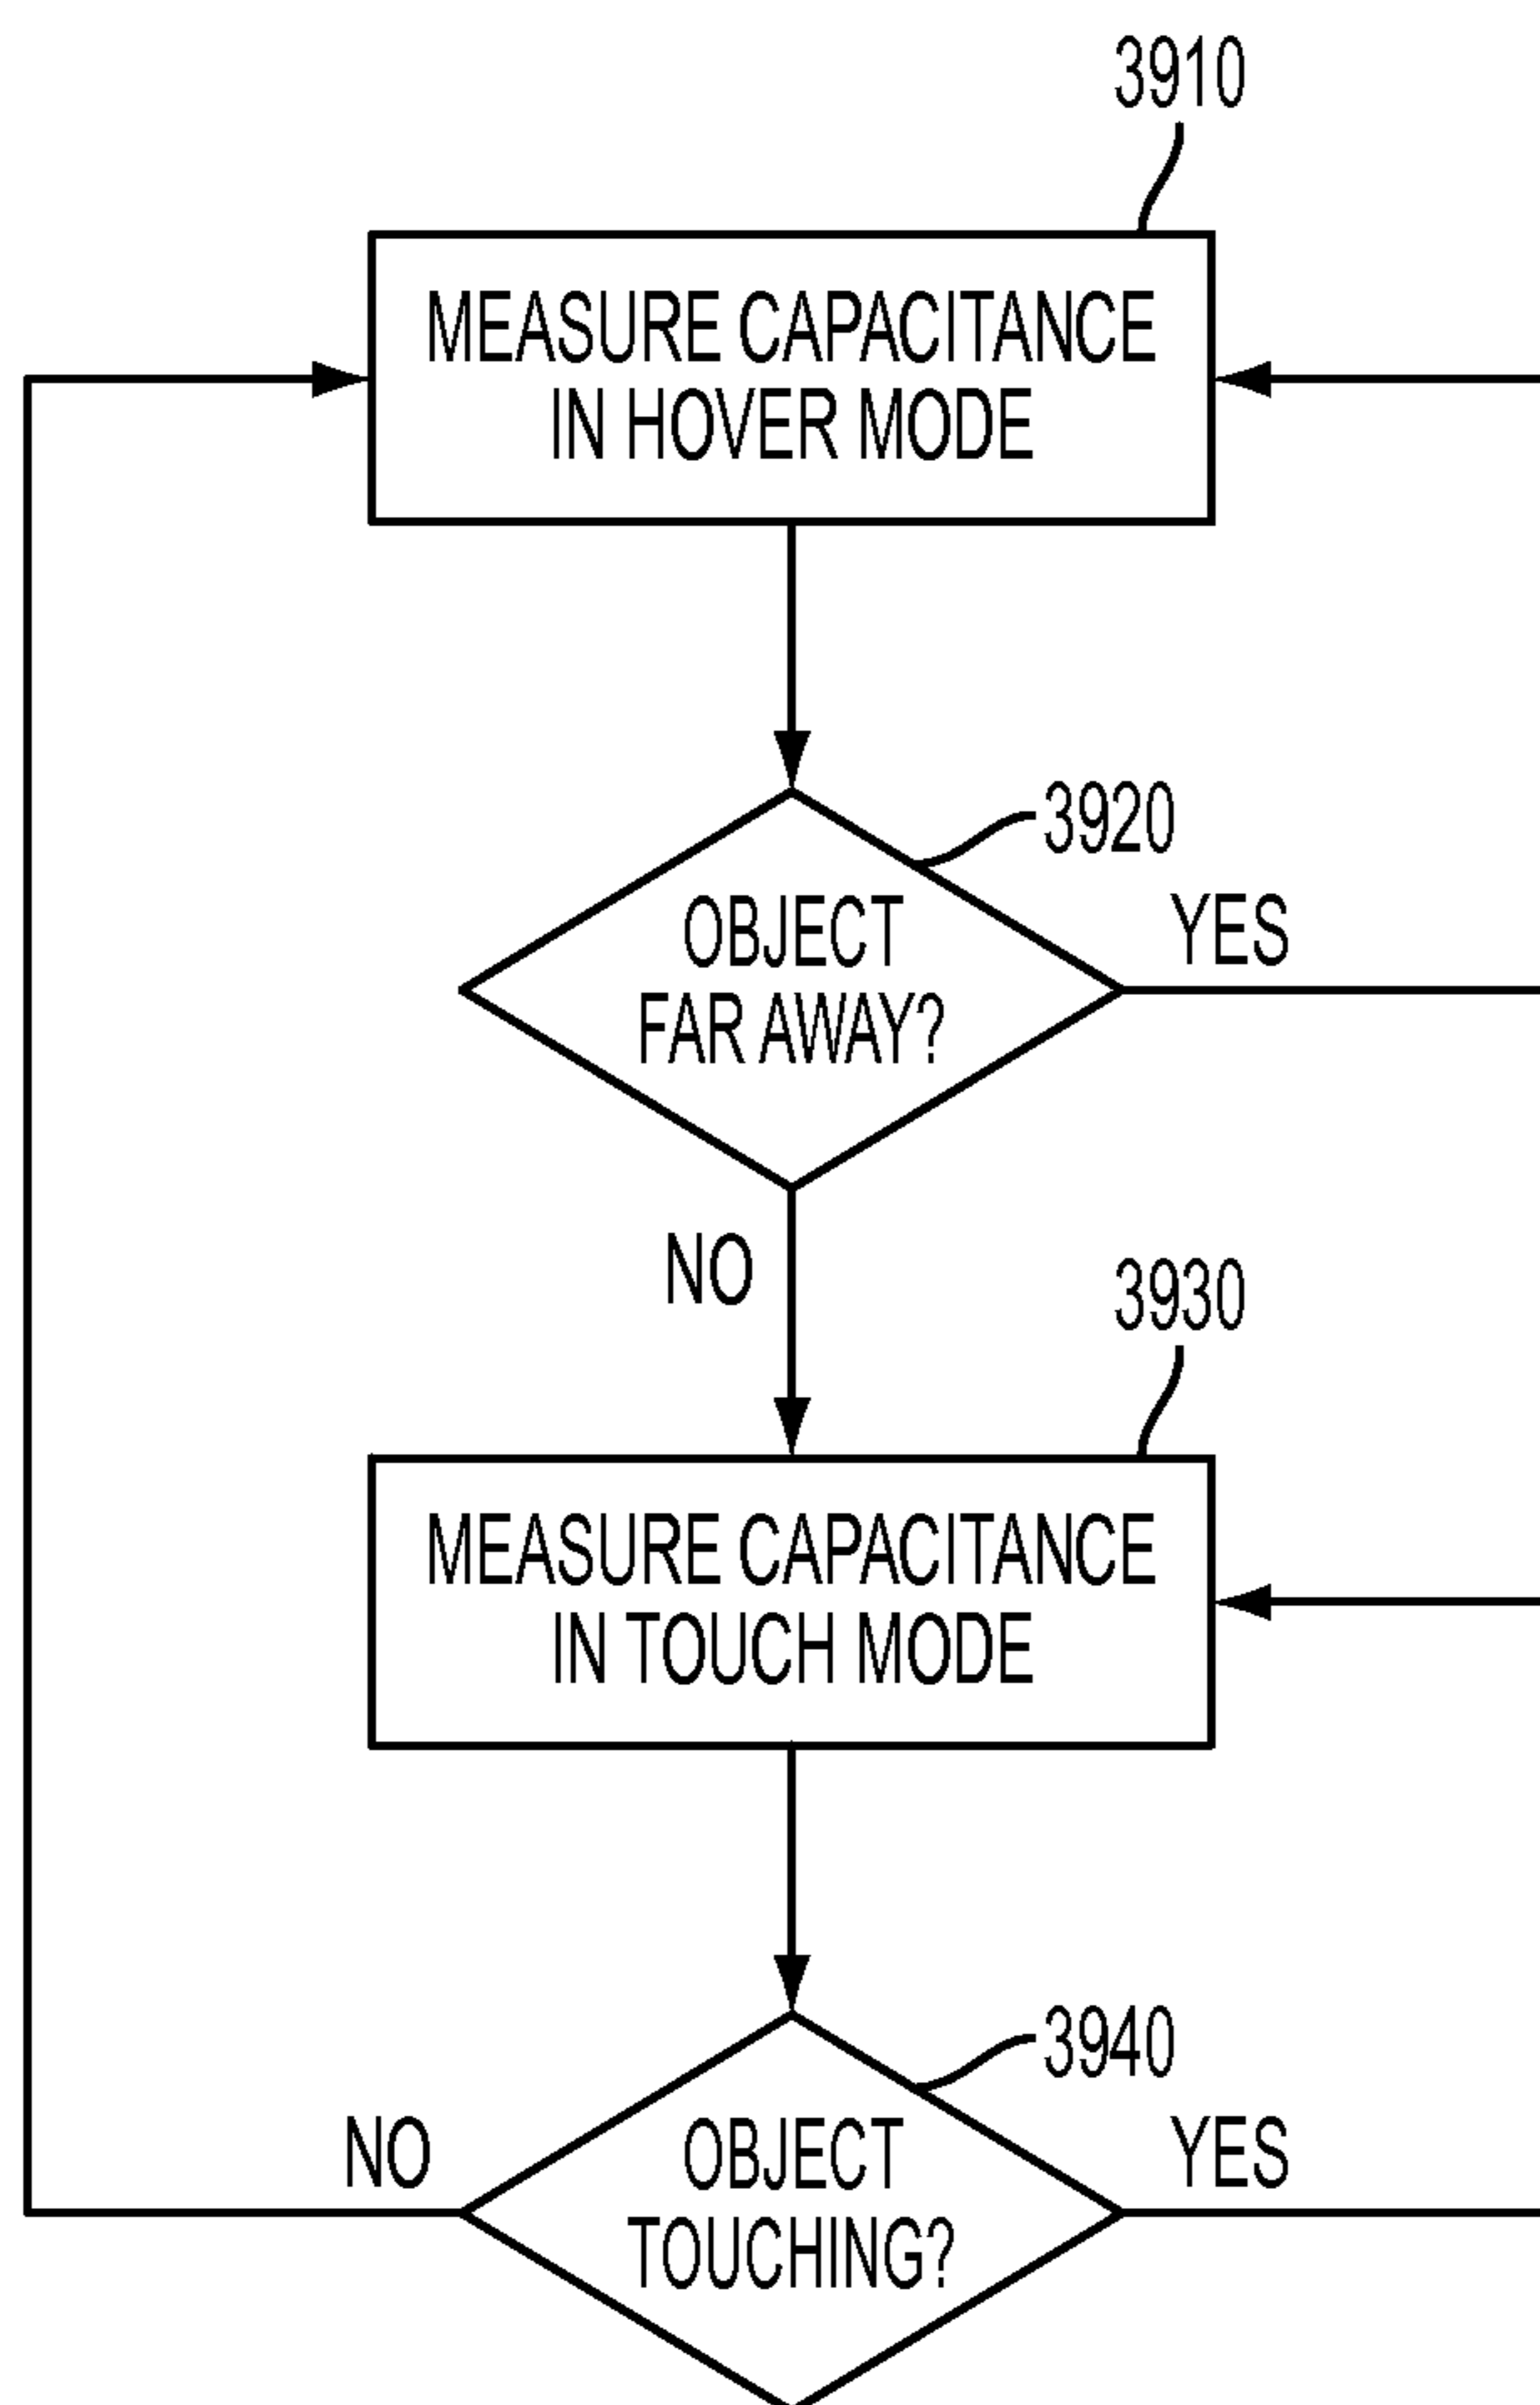 3910
MEASURE CAPACITANCE
IN HOVER MODE
3920
OBJECT
FAR AWAY?
YES
NO
3930
MEASURE CAPACITANCE
IN TOUCH MODE
3940
NO
OBJECT
TOUCHING?
YES